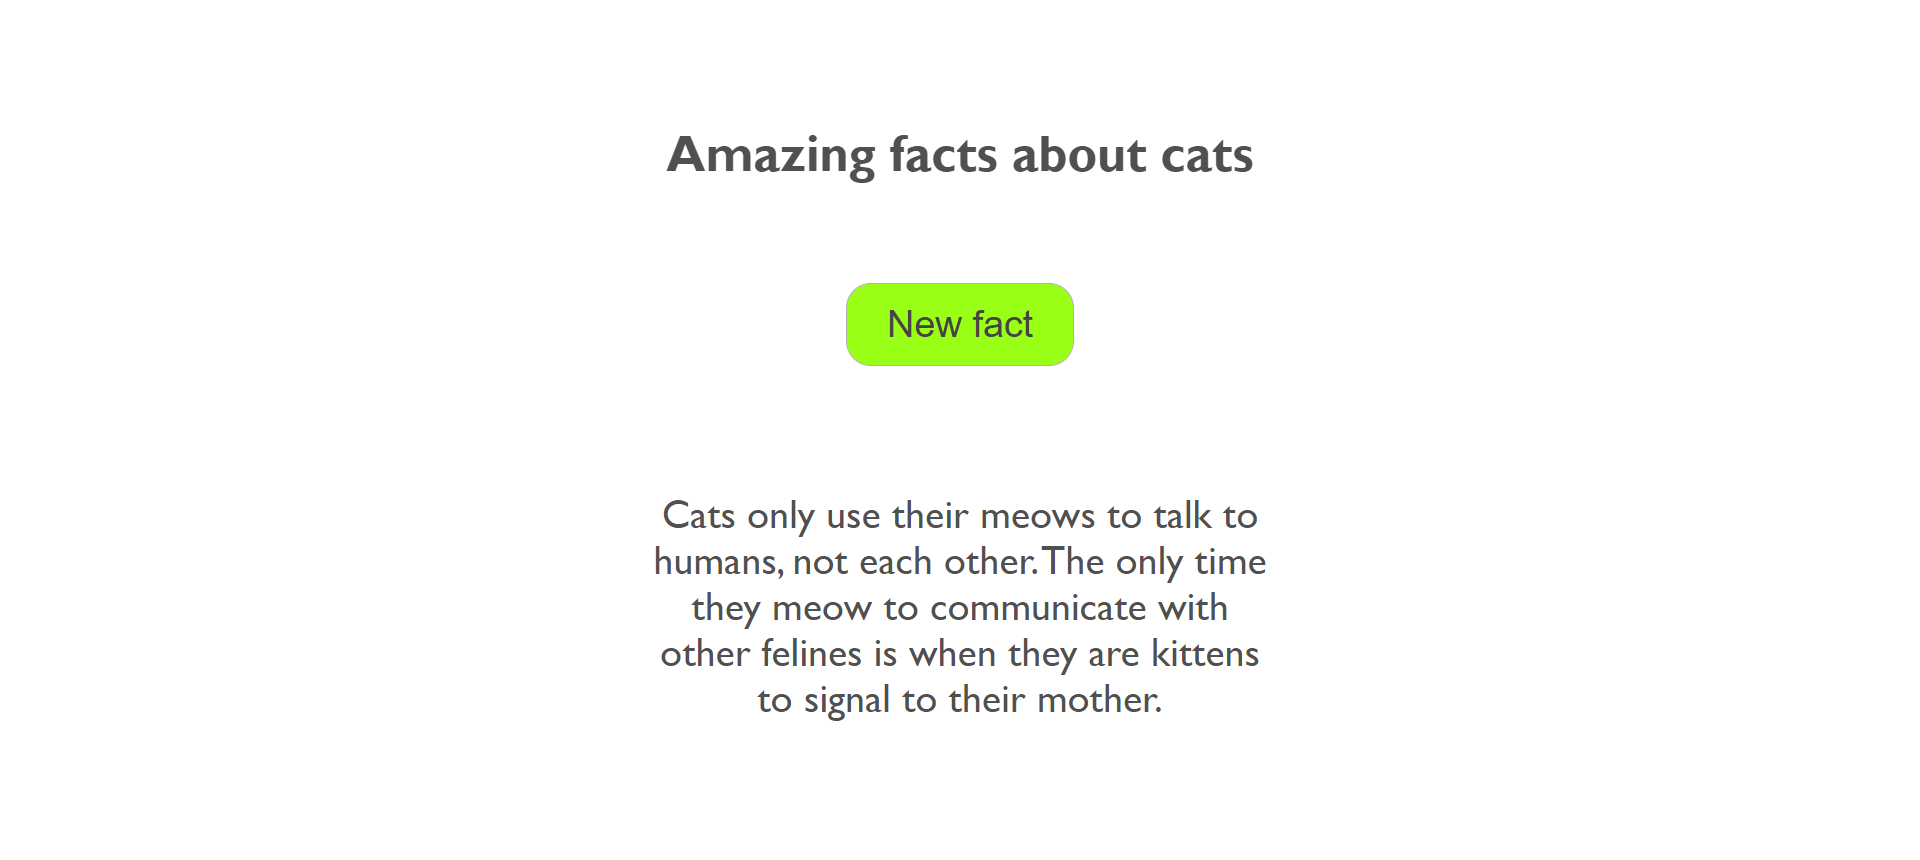 Amazing facts about cats
New fact
Cats only use their meows to talk to
humans, not each other. The only time
they meow to communicate with
other felines is when they are kittens
to signal to their mother.